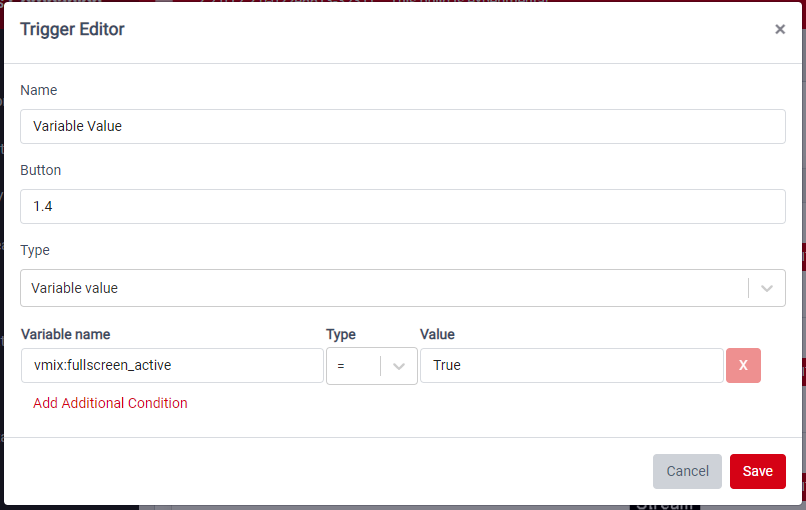 Trigger Editor ×
Name
Variable Value
Button
1.4
Type
Variable value
Variable name Type Value
vmix:fullscreen_active = True X
Add Additional Condition
Cancel Save
Stream